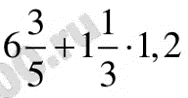 6 3/5 + 1 1/3 · 1,2